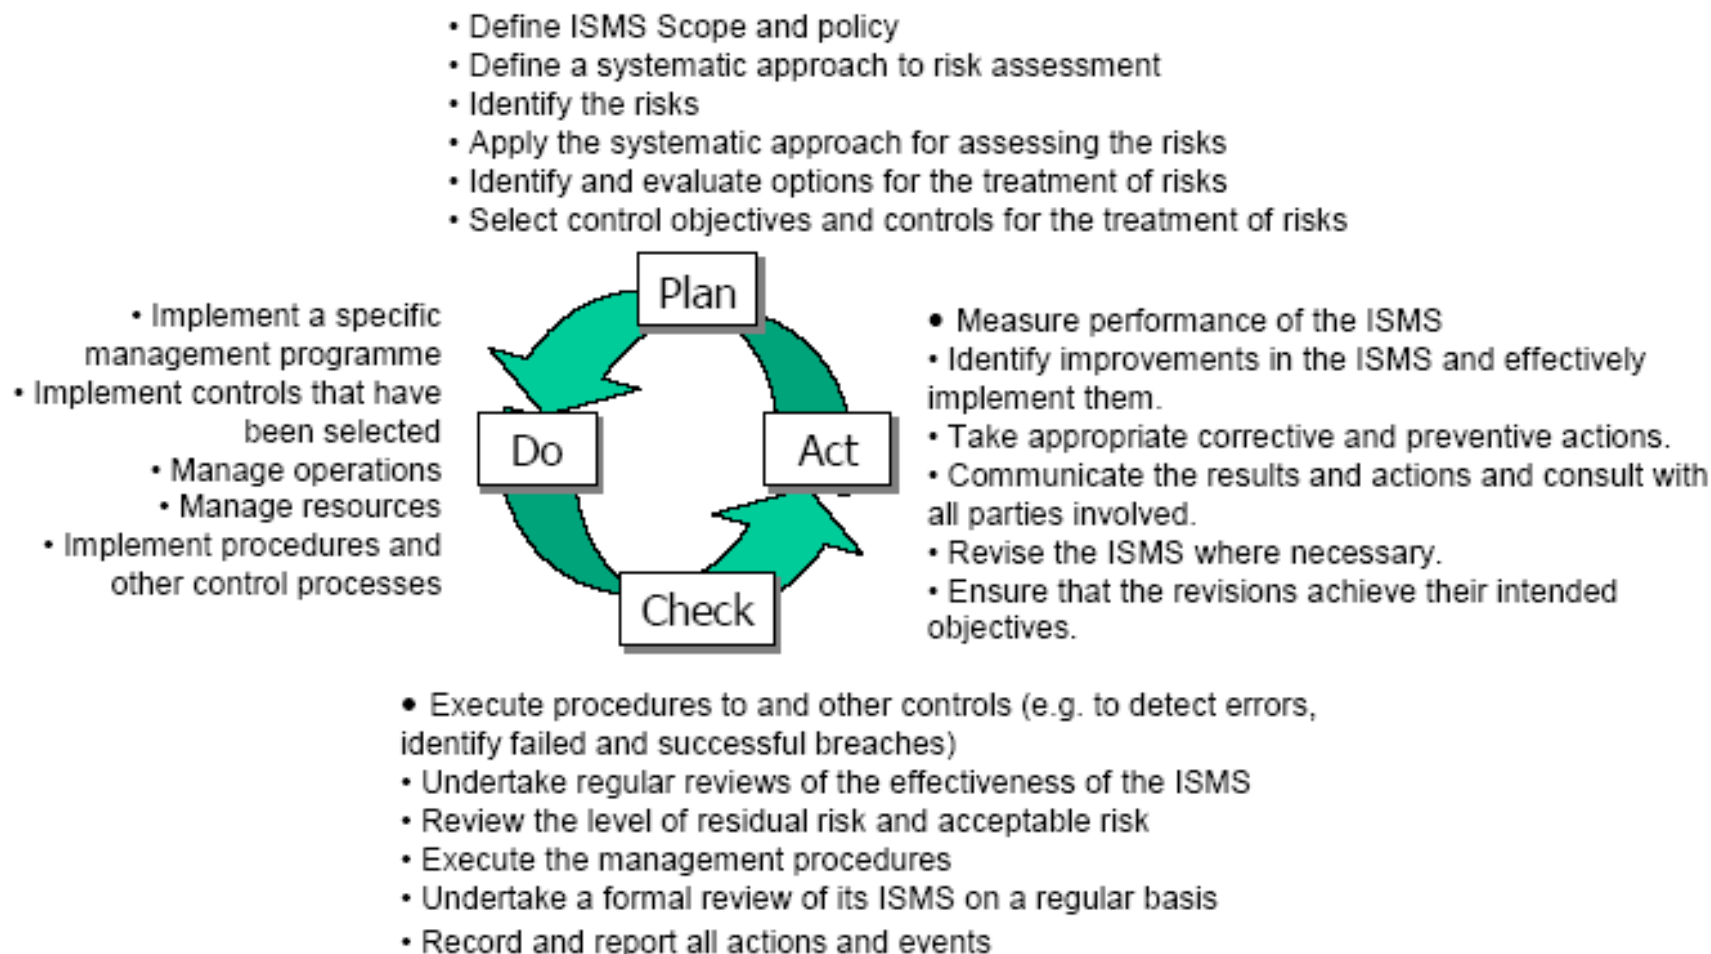 • Define ISMS Scope and policy
• Define a systematic approach to risk assessment
• Identify the risks
• Apply the systematic approach for assessing the risks
• Identify and evaluate options for the treatment of risks
• Select control objectives and controls for the treatment of risks
Plan
• Implement a specific
management programme
• Implement controls that have
been selected
• Manage operations
• Manage resources
• Implement procedures and
other control processes
Do
Act
• Measure performance of the ISMS
• Identify improvements in the ISMS and effectively
implement them.
• Take appropriate corrective and preventive actions.
• Communicate the results and actions and consult with
all parties involved.
• Revise the ISMS where necessary.
• Ensure that the revisions achieve their intended
objectives.
Check
• Execute procedures to and other controls (e.g. to detect errors,
identify failed and successful breaches)
• Undertake regular reviews of the effectiveness of the ISMS
• Review the level of residual risk and acceptable risk
• Execute the management procedures
• Undertake a formal review of its ISMS on a regular basis
• Record and report all actions and events